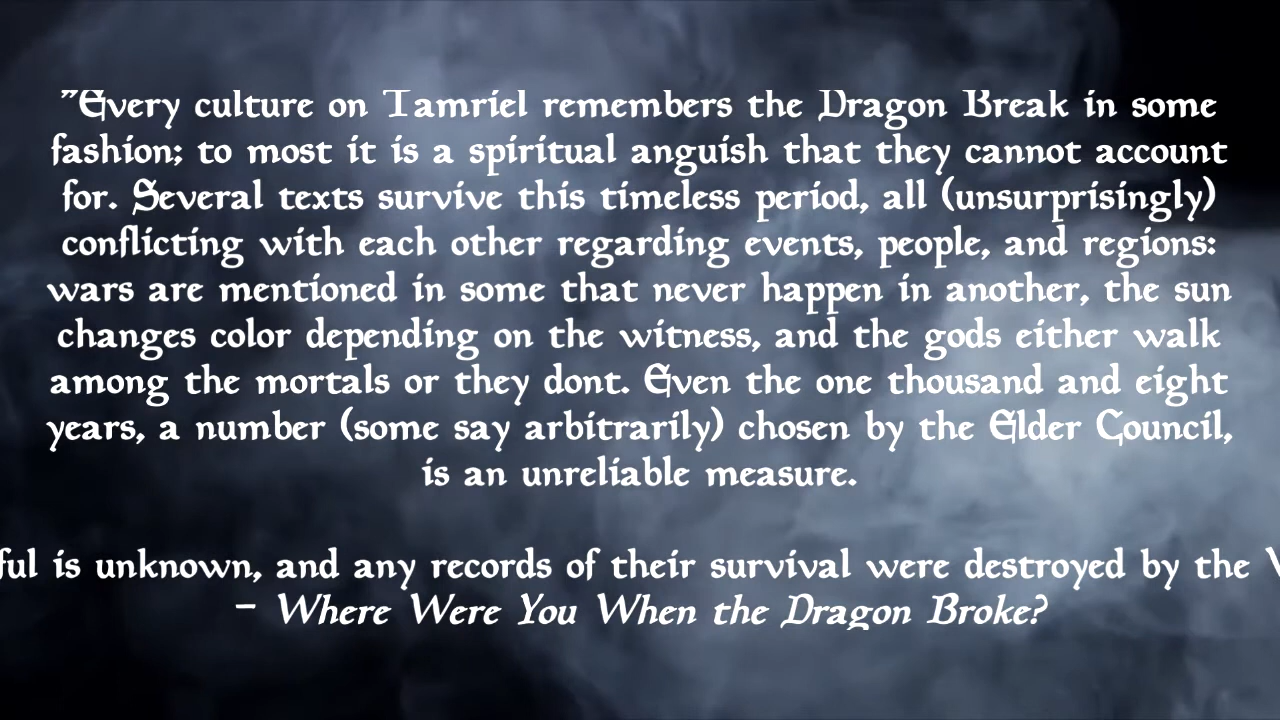 "Every culture on Tamriel remembers the Dragon Break in some
fashion; to most it is a spiritual anguish that they cannot account
for. Several texts survive this timeless period, all (unsurprisingly)
conflicting with each other regarding events, people, and regions:
wars are mentioned in some that never happen in another, the sun
changes color depending on the witness, and the gods either walk
among the mortals or they dont. Even the one thousand and eight
years, a number (some say arbitrarily) chosen by the Elder Council,
is an unreliable measure.
ful is unknown, and any records of their survival were destroyed by the
- Where Were You When the Dragon Broke?